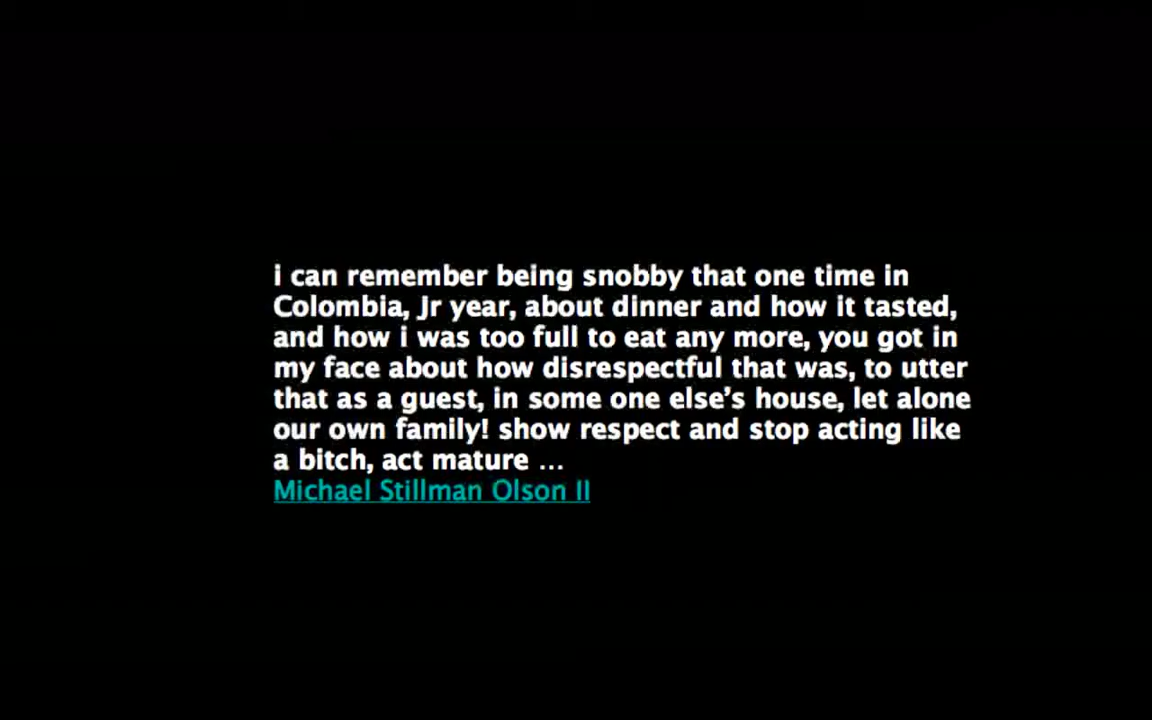 i can remember being snobby that one time in
Colombia, Jr year, about dinner and how it tasted,
and how i was too full to eat any more, you got in
my face about how disrespectful that was, to utter
that as a guest, in some one else’s house, let alone
our own family! show respect and stop acting like
a bitch, act mature ...
Michael Stillman Olson II